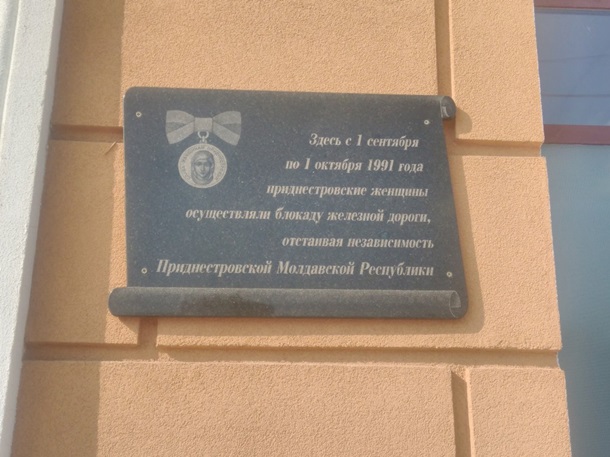 Здесь с 1 сентября
по 1 октября 1991 года
приднестровские женщины
осуществляли блокаду железной дороги,
отстаивая независимость
Приднестровской Молдавской Республики